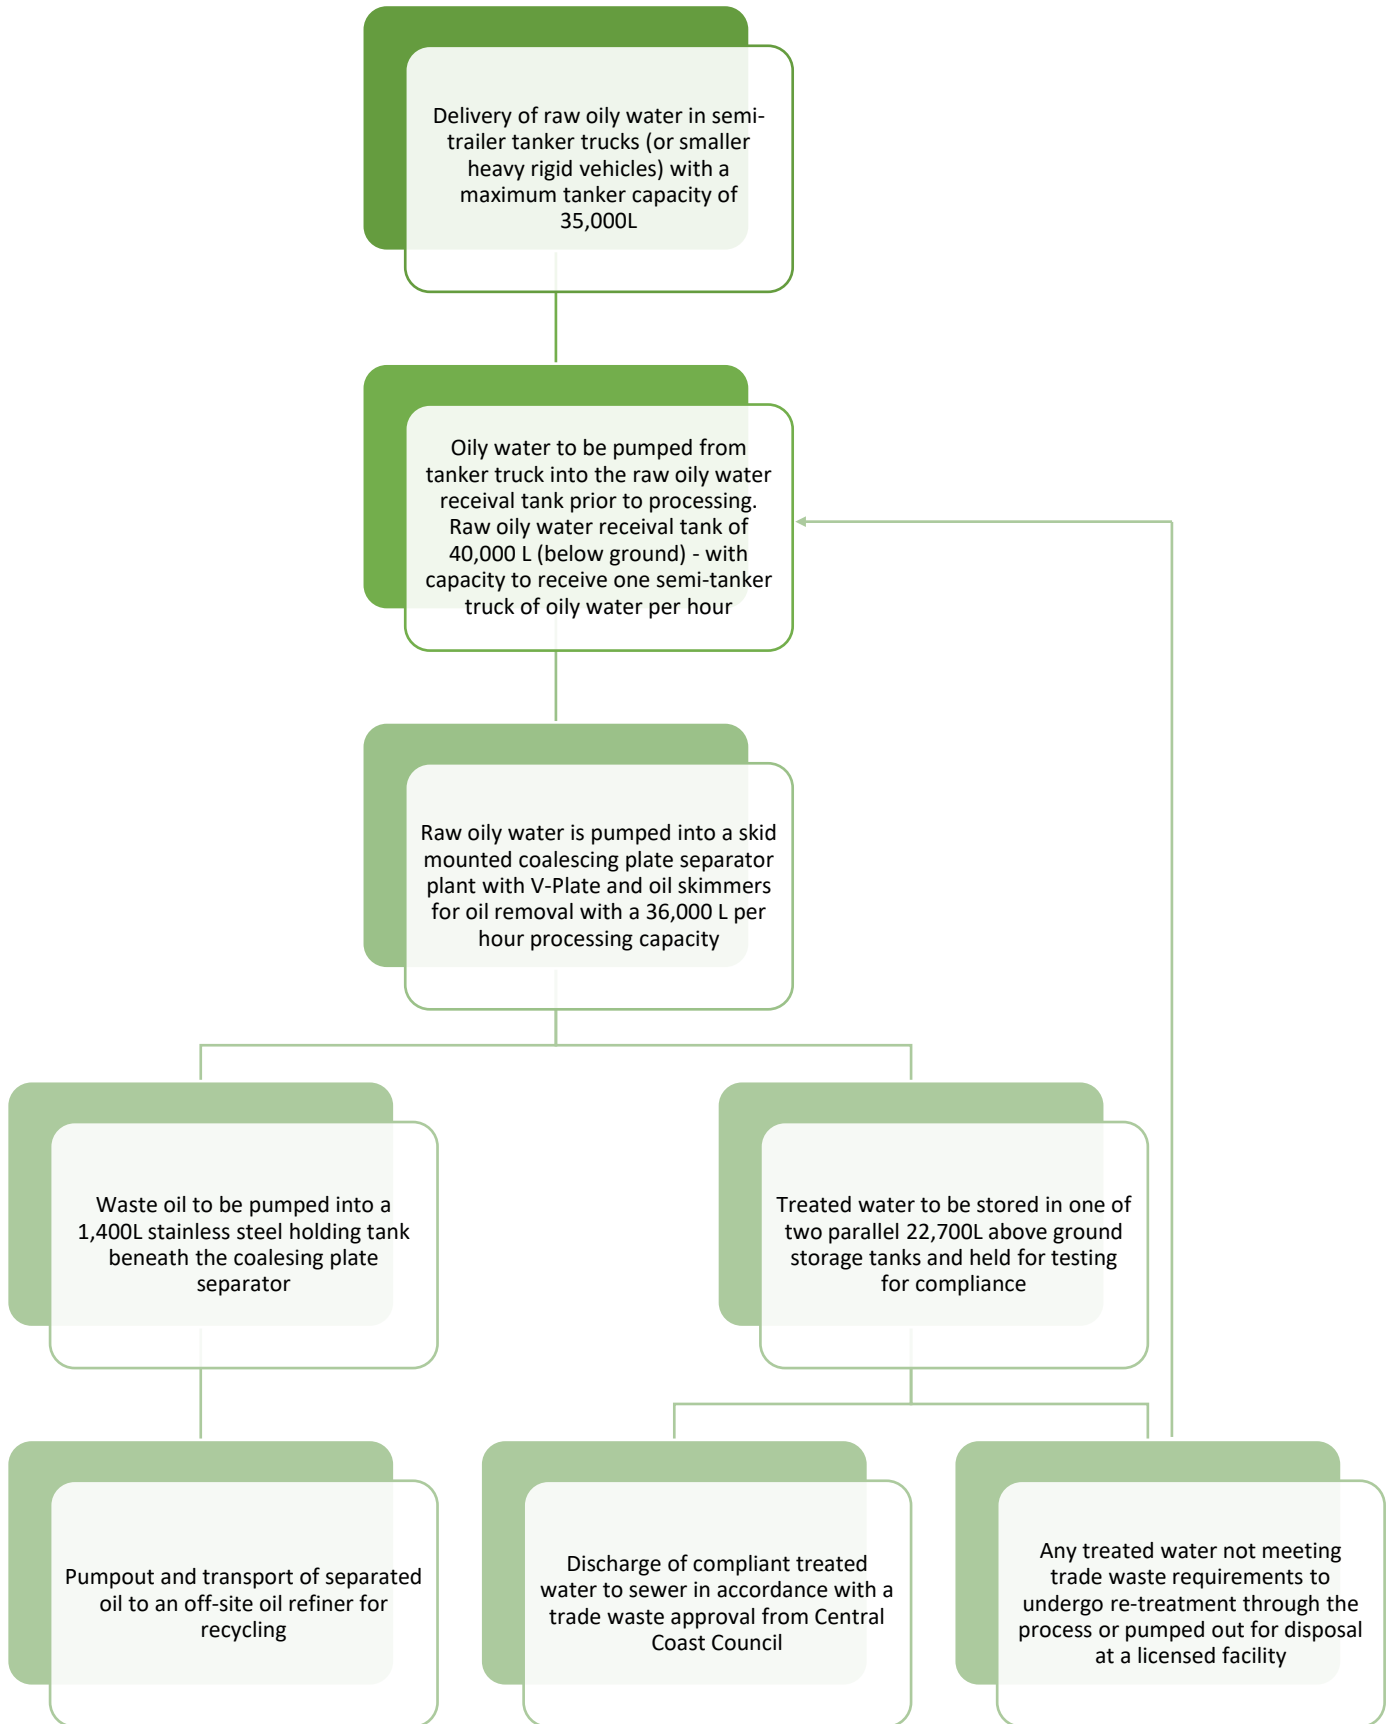 Delivery of raw oily water in semi-
trailer tanker trucks (or smaller
heavy rigid vehicles) with a
maximum tanker capacity of
35,000L
Oily water to be pumped from
tanker truck into the raw oily water
receival tank prior to processing.
Raw oily water receival tank of
40,000 L (below ground) - with
capacity to receive one semi-tanker
truck of oily water per hour
Raw oily water is pumped into a skid
mounted coalescing plate separator
plant with V-Plate and oil skimmers
for oil removal with a 36,000 L per
hour processing capacity
Waste oil to be pumped into a
1,400L stainless steel holding tank
beneath the coalesing plate
separator
Treated water to be stored in one of
two parallel 22,700L above ground
storage tanks and held for testing
for compliance
Pumpout and transport of separated
oil to an off-site oil refiner for
recycling
Discharge of compliant treated
water to sewer in accordance with a
trade waste approval from Central
Coast Council
Any treated water not meeting
trade waste requirements to
undergo re-treatment through the
process or pumped out for disposal
at a licensed facility